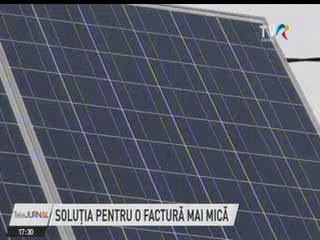 TVR
TeleJURNAL
SOLUȚIA PENTRU O FACTURĂ MAI MICĂ
17:30